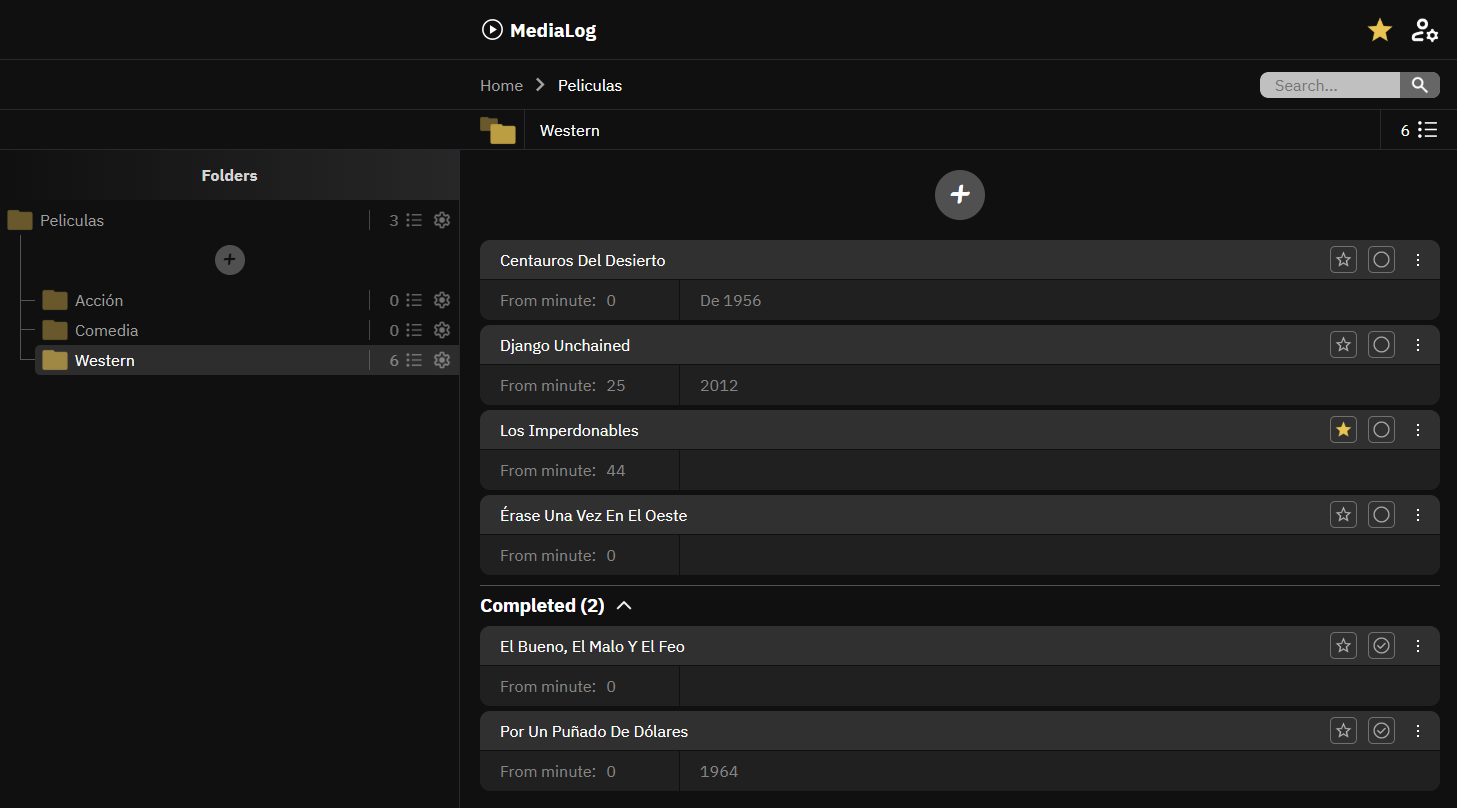 MediaLog
Home Peliculas
Search...
Western
6
Folders
Peliculas 3
+
Acción 0
Comedia 0
Western 6
+
Centauros Del Desierto
From minute: 0 De 1956
Django Unchained
From minute: 25 2012
Los Imperdonables
From minute: 44
Érase Una Vez En El Oeste
From minute: 0
Completed (2)
El Bueno, El Malo Y El Feo
From minute: 0
Por Un Puñado De Dólares
From minute: 0 1964